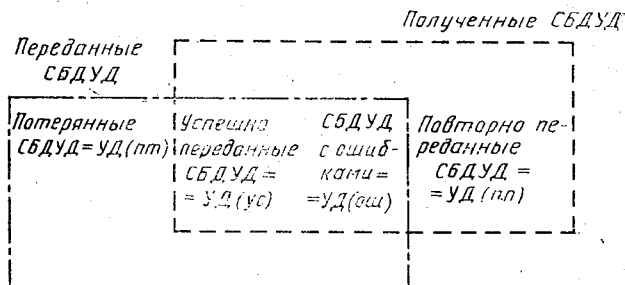 Полученные СБДУД
Переданные
СБДУД
Потерянные
СБДУД=УД(пт)
Успешно
переданные
СБДУД=
=УД(ус)
СБДУД
с ошиб-
ками=
=УД(ош)
Повторно пе-
реданные
СБДУД=
=УД(пп)